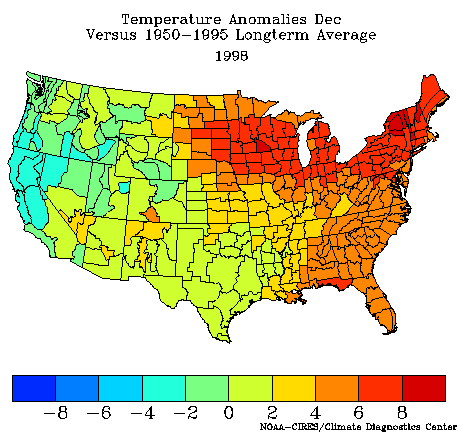 Temperature Anomalies Dec
Versus 1950-1995 Longterm Average
1998
-8 -6 -4 -2 0 2 4 6 8
NOAA-CIRES/Climate Diagnostics Center